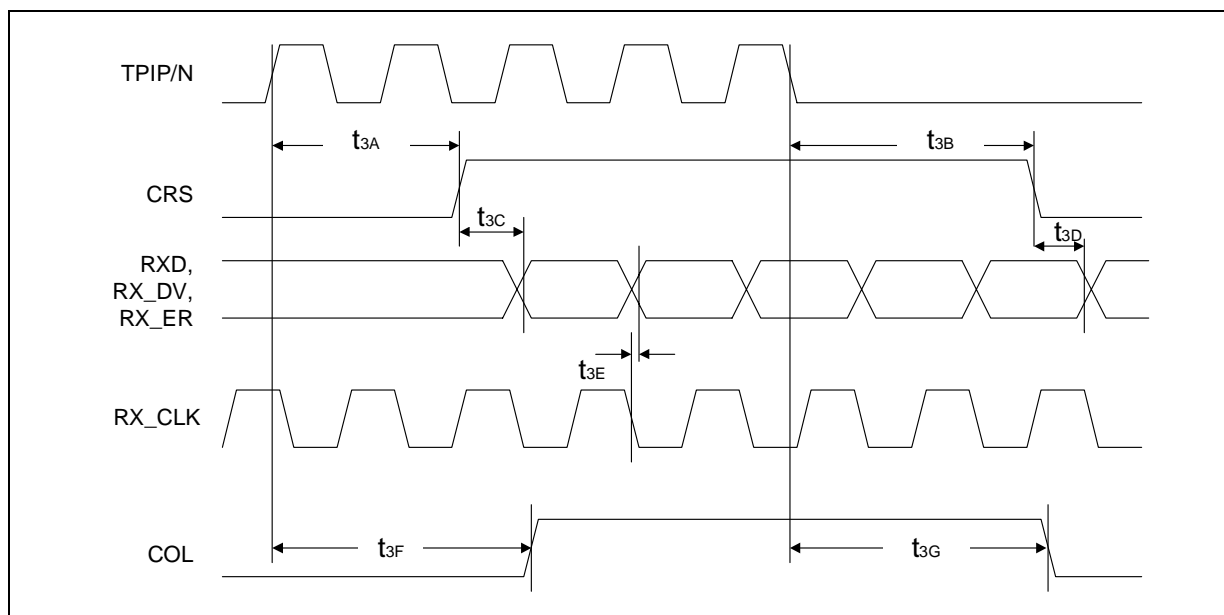 TPIP/N
t3A
t3B
CRS
t3C
t3D
RXD,
RX_DV,
RX_ER
t3E
RX_CLK
t3F
t3G
COL